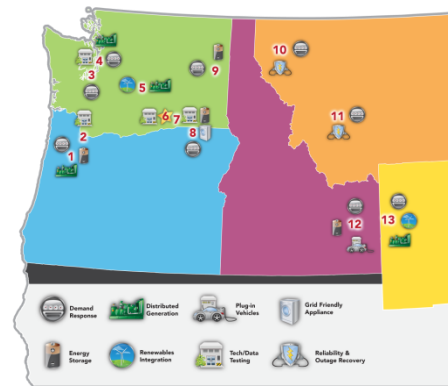 10
4
9
3
5
11
6 7
2
8
1
12
13
Demand
Response
Distributed
Generation
Plug-in
Vehicles
Grid Friendly
Appliance
Energy
Storage
Renewables
Integration
Tech/Data
Testing
Reliability &
Outage Recovery